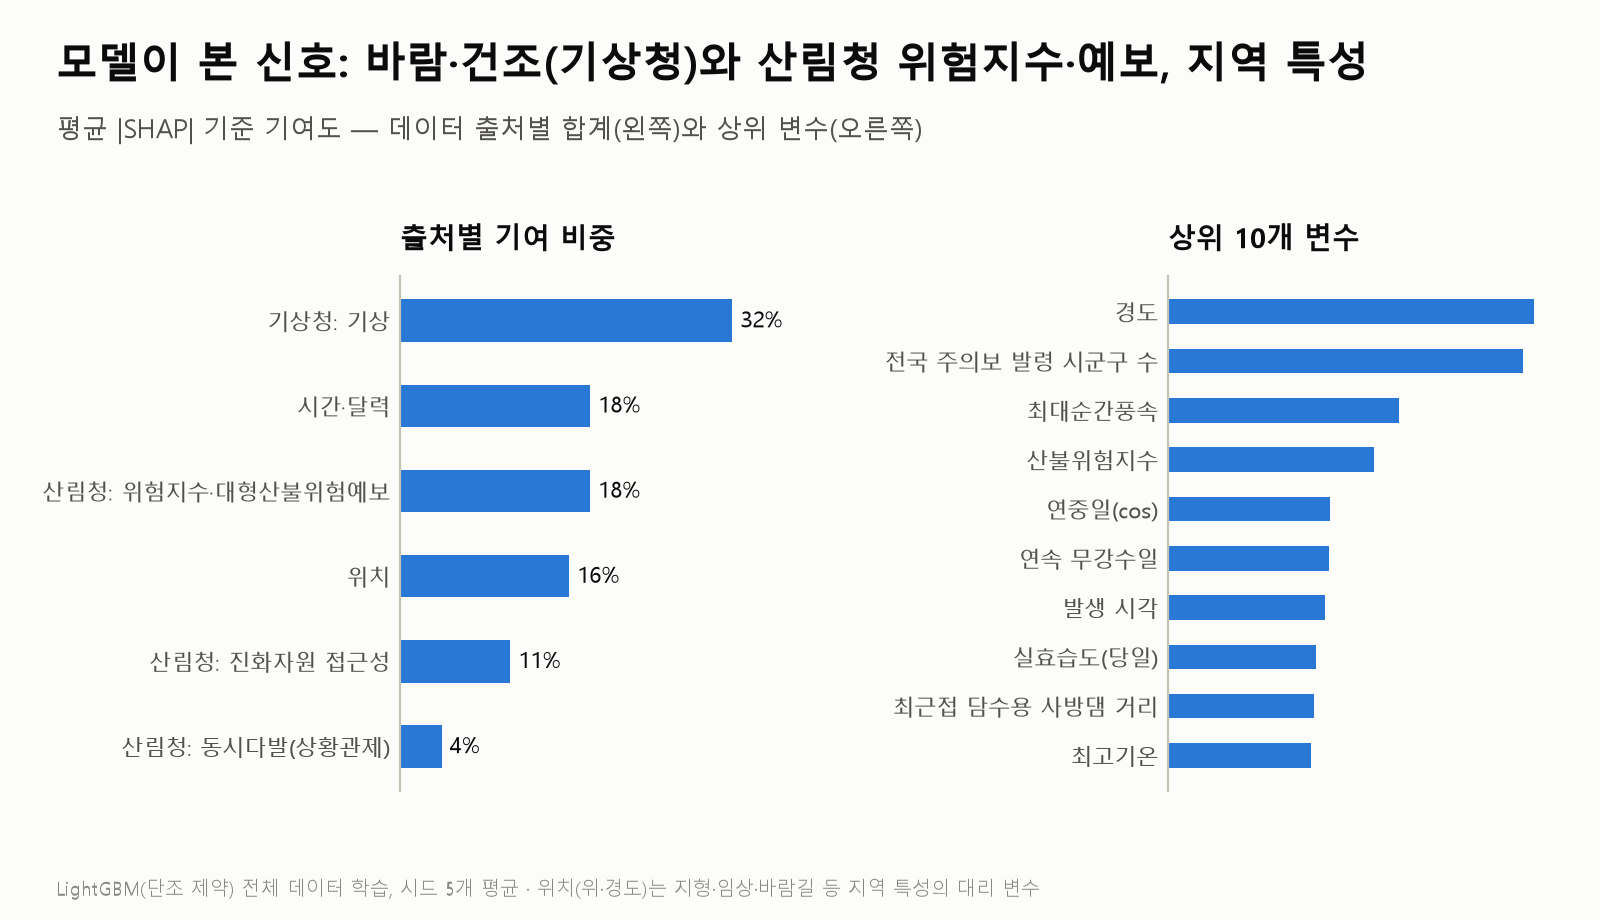 모델이 본 신호: 바람·건조(기상청)와 산림청 위험지수·예보, 지역 특성
평균 |SHAP| 기준 기여도 — 데이터 출처별 합계(왼쪽)와 상위 변수(오른쪽)
출처별 기여 비중
기상청: 기상 32%
시간·달력 18%
산림청: 위험지수·대형산불위험예보 18%
위치 16%
산림청: 진화자원 접근성 11%
산림청: 동시다발(상황관제) 4%
상위 10개 변수
경도
전국 주의보 발령 시군구 수
최대순간풍속
산불위험지수
연중일(cos)
연속 무강수일
발생 시각
실효습도(당일)
최근접 담수용 사방댐 거리
최고기온
LightGBM(단조 제약) 전체 데이터 학습, 시드 5개 평균 · 위치(위·경도)는 지형·임상·바람길 등 지역 특성의 대리 변수